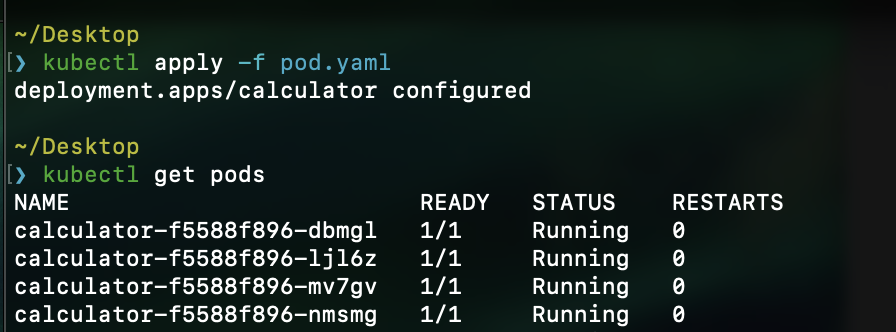 ~/Desktop
❯ kubectl apply -f pod.yaml
deployment.apps/calculator configured
~/Desktop
❯ kubectl get pods
NAME READY STATUS RESTARTS
calculator-f5588f896-dbmgl 1/1 Running 0
calculator-f5588f896-ljl6z 1/1 Running 0
calculator-f5588f896-mv7gv 1/1 Running 0
calculator-f5588f896-nmsmg 1/1 Running 0